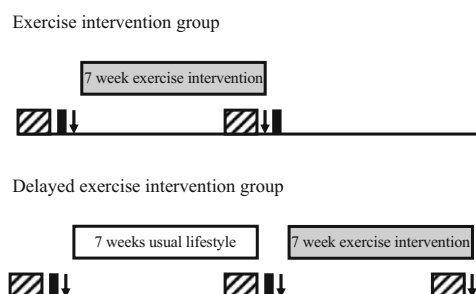 Exercise intervention group
7 week exercise intervention
Delayed exercise intervention group
7 weeks usual lifestyle
7 week exercise intervention